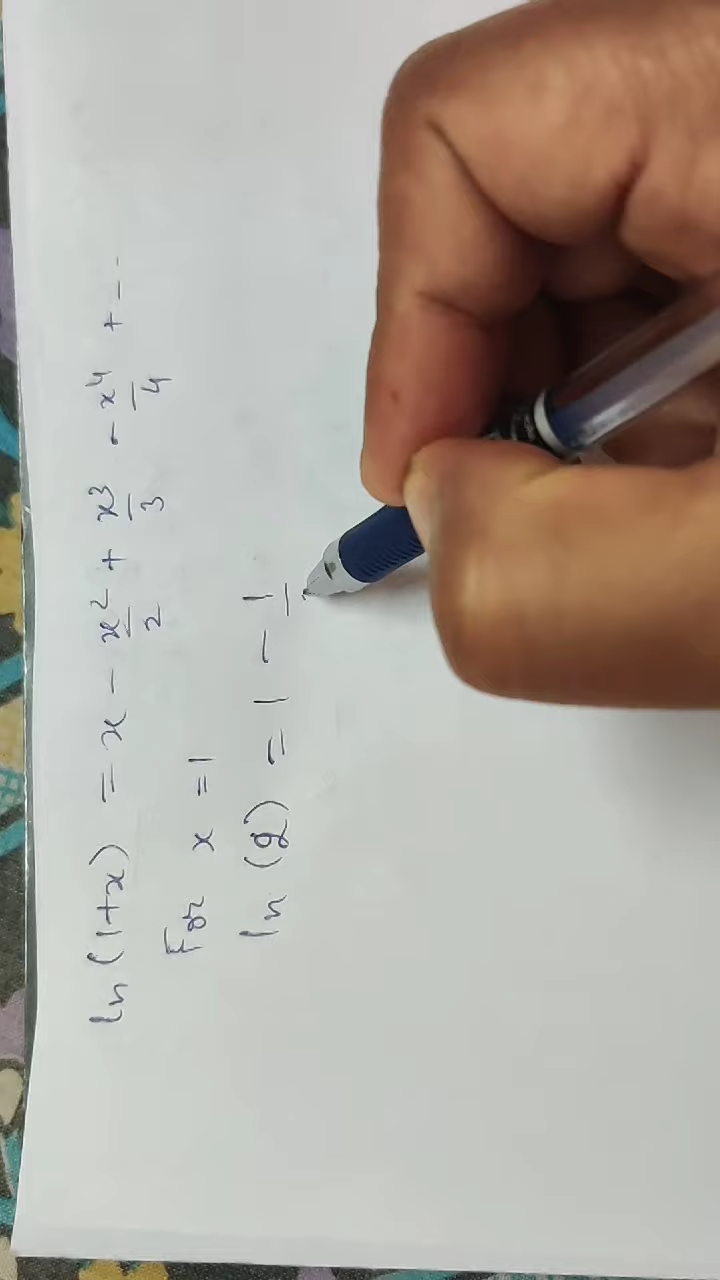 ln (1+x) = x - x²/2 + x³/3 - x⁴/4 + - -
For x = 1
ln (2) = 1 - 1/